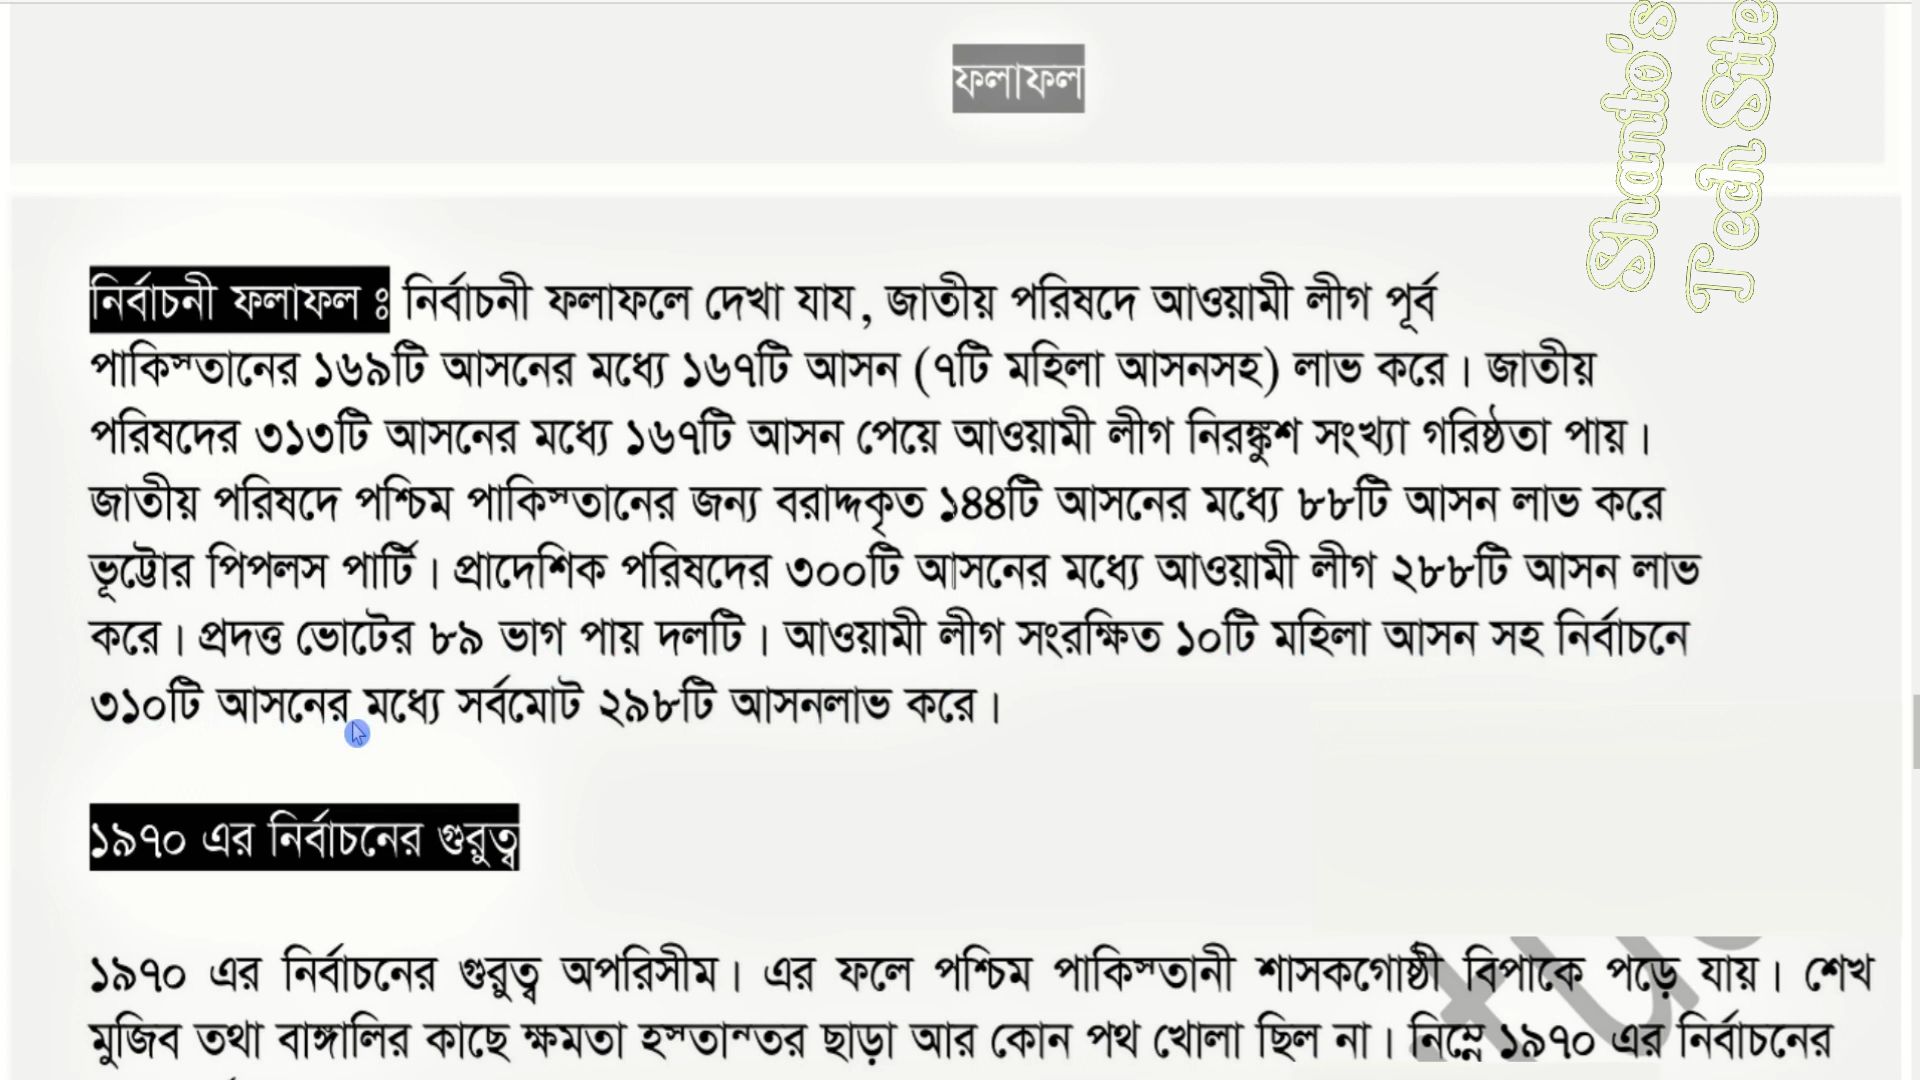 ফলাফল
Shanto's
Tech Site
নির্বাচনী ফলাফল ঃ নির্বাচনী ফলাফলে দেখা যায, জাতীয় পরিষদে আওয়ামী লীগ পূর্ব
পাকিস্তানের ১৬৯টি আসনের মধ্যে ১৬৭টি আসন (৭টি মহিলা আসনসহ) লাভ করে। জাতীয়
পরিষদের ৩১৩টি আসনের মধ্যে ১৬৭টি আসন পেয়ে আওয়ামী লীগ নিরঙ্কুশ সংখ্যা গরিষ্ঠতা পায়।
জাতীয় পরিষদে পশ্চিম পাকিস্তানের জন্য বরাদ্দকৃত ১৪৪টি আসনের মধ্যে ৮৮টি আসন লাভ করে
ভূট্টোর পিপলস পার্টি। প্রাদেশিক পরিষদের ৩০০টি আসনের মধ্যে আওয়ামী লীগ ২৮৮টি আসন লাভ
করে। প্রদত্ত ভোটের ৮৯ ভাগ পায় দলটি। আওয়ামী লীগ সংরক্ষিত ১০টি মহিলা আসন সহ নির্বাচনে
৩১০টি আসনের মধ্যে সর্বমোট ২৯৮টি আসনলাভ করে।
১৯৭০ এর নির্বাচনের গুরুত্ব
১৯৭০ এর নির্বাচনের গুরুত্ব অপরিসীম। এর ফলে পশ্চিম পাকিস্তানী শাসকগোষ্ঠী বিপাকে পড়ে যায়। শেখ
মুজিব তথা বাঙ্গালির কাছে ক্ষমতা হস্তান্তর ছাড়া আর কোন পথ খোলা ছিল না। নিম্নে ১৯৭০ এর নির্বাচনের